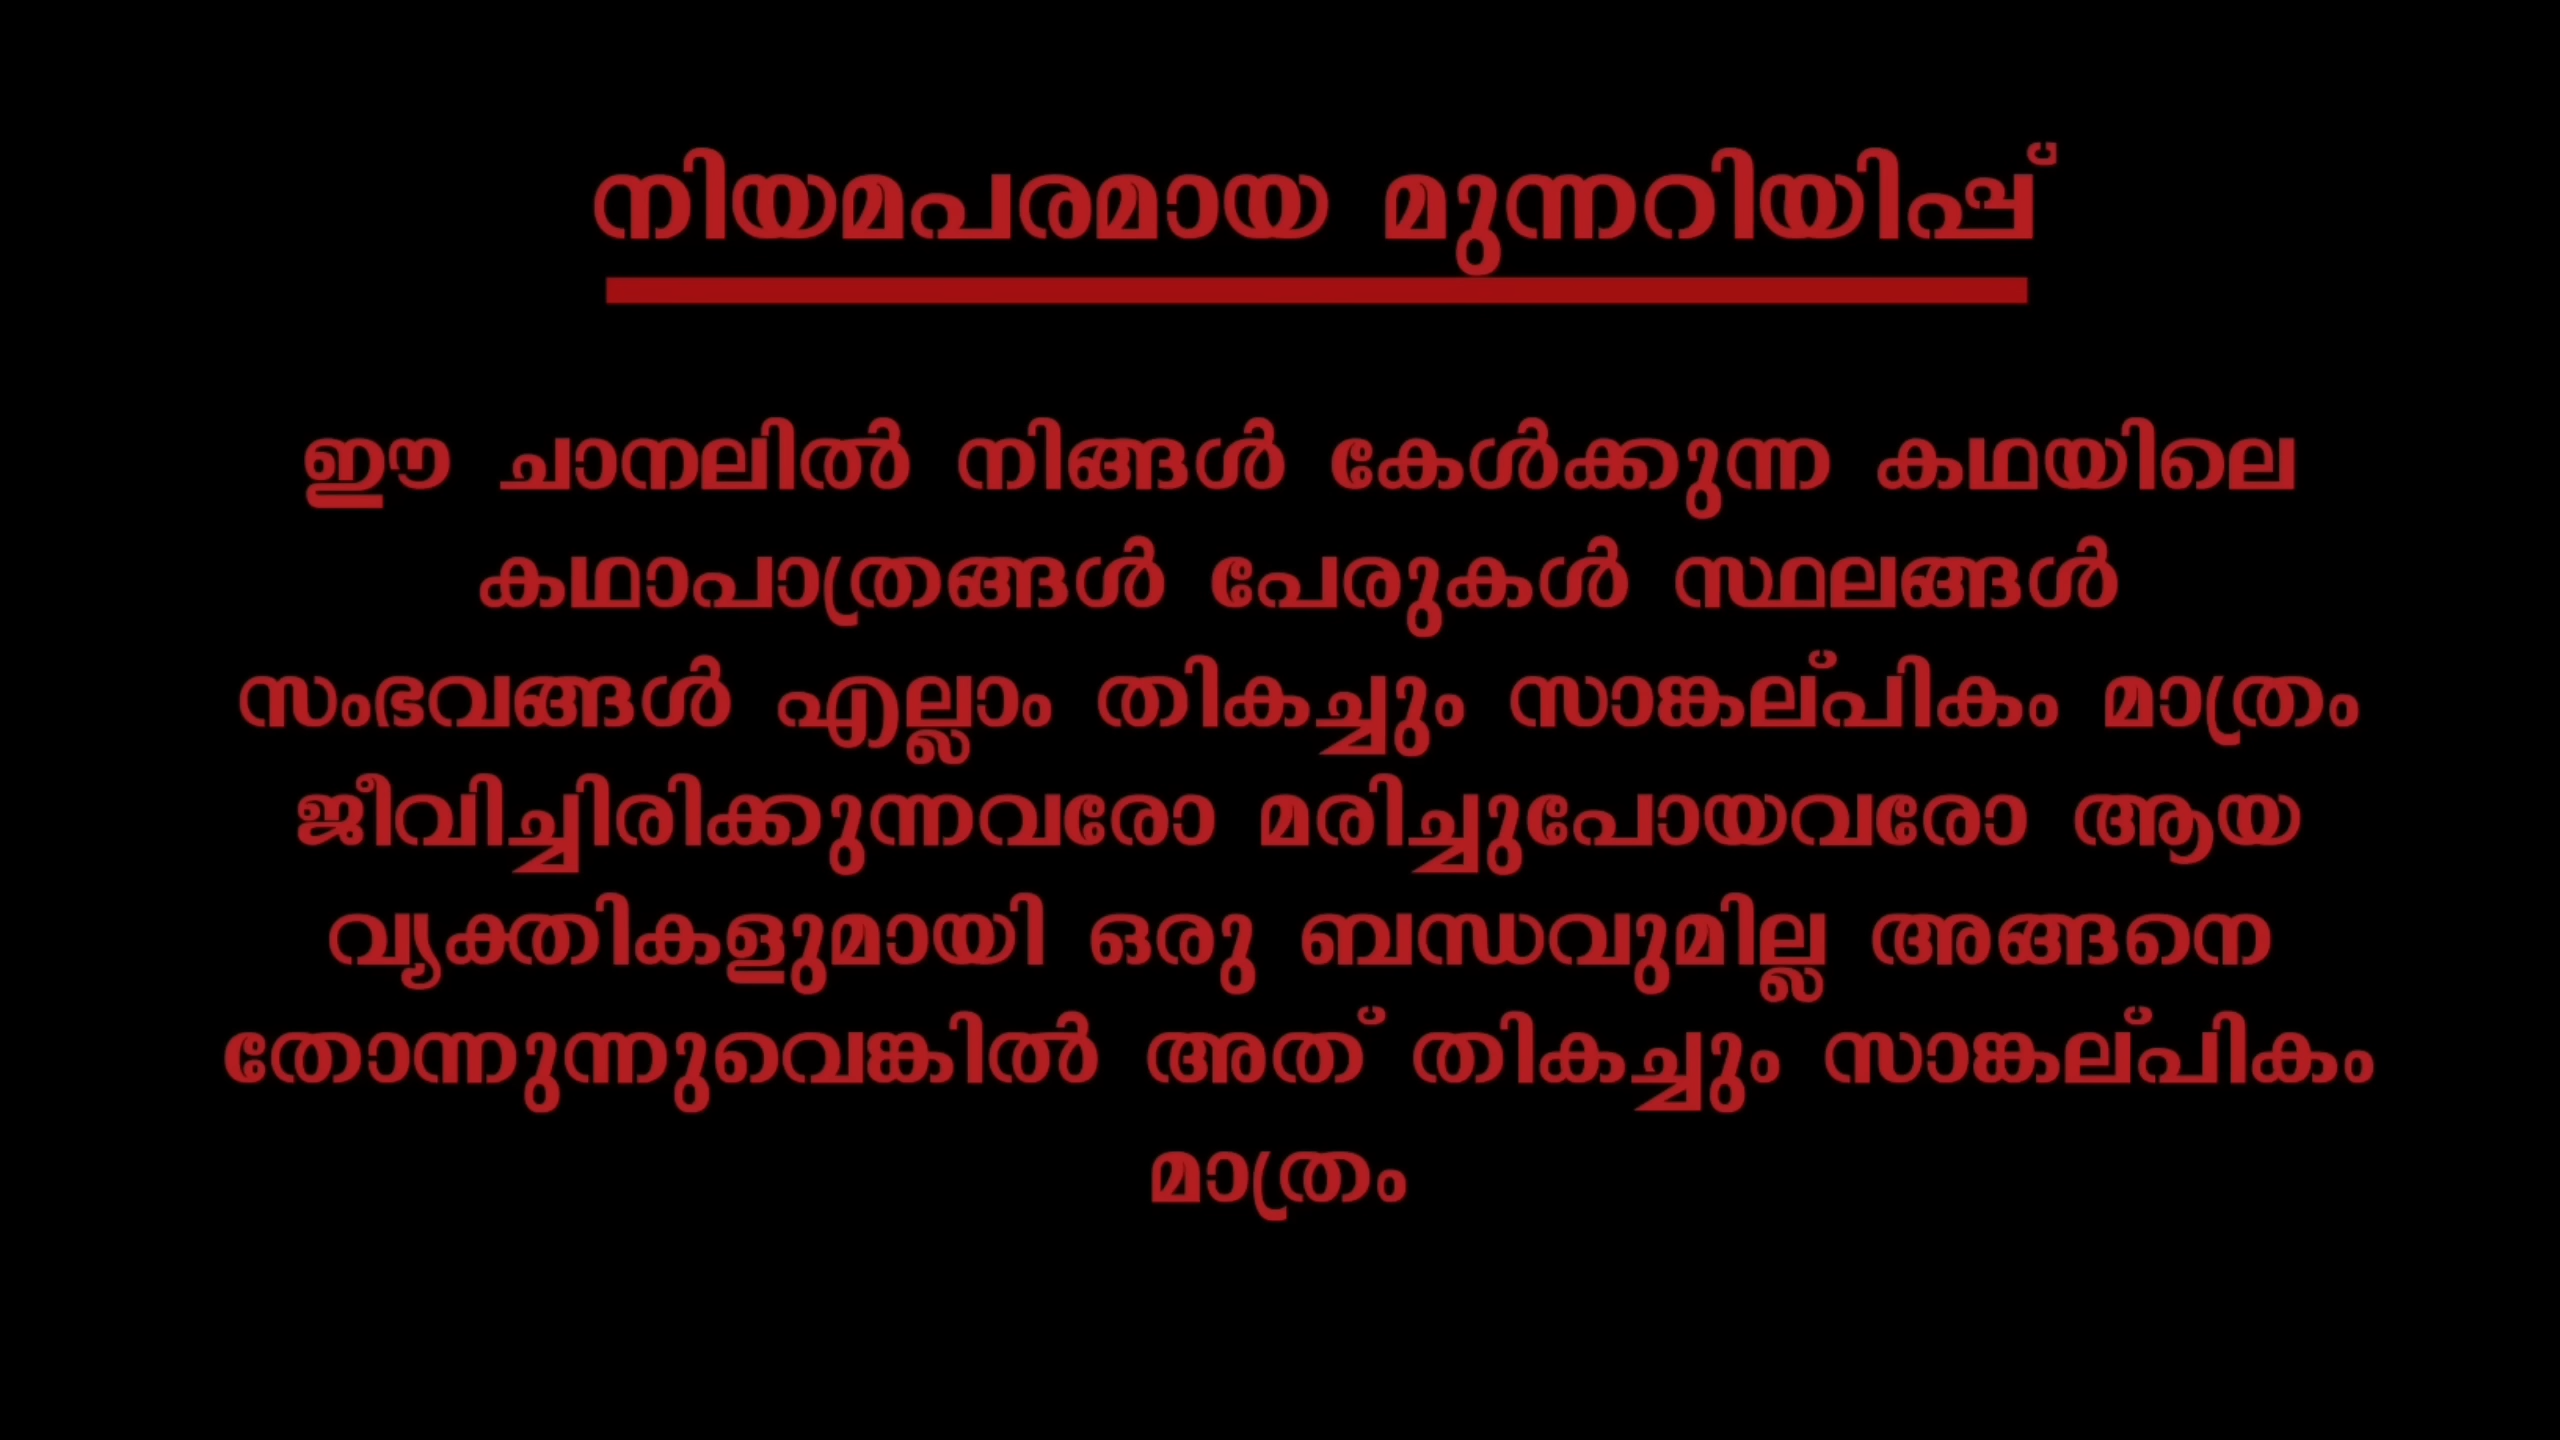 നിയമപരമായ മുന്നറിയിപ്പ്
ഈ ചാനലിൽ നിങ്ങൾ കേൾക്കുന്ന കഥയിലെ
കഥാപാത്രങ്ങൾ പേരുകൾ സ്ഥലങ്ങൾ
സംഭവങ്ങൾ എല്ലാം തികച്ചും സാങ്കല്പികം മാത്രം
ജീവിച്ചിരിക്കുന്നവരോ മരിച്ചുപോയവരോ ആയ
വ്യക്തികളുമായി ഒരു ബന്ധവുമില്ല അങ്ങനെ
തോന്നുന്നുവെങ്കിൽ അത് തികച്ചും സാങ്കല്പികം
മാത്രം